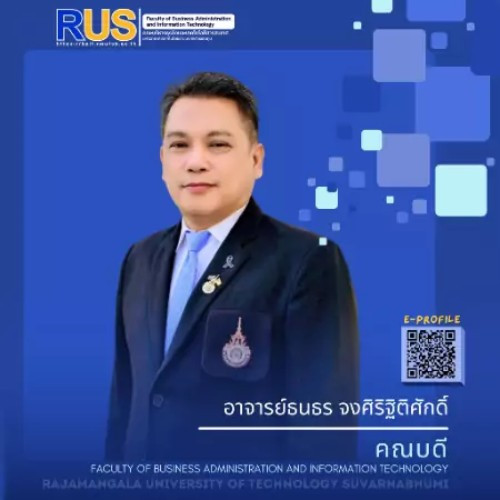 RUS
Faculty of Business Administration
and Information Technology
E-PROFILE
อาจารย์ธนธร จงศิริฐิติศักดิ์
คณบดี
FACULTY OF BUSINESS ADMINISTRATION AND INFORMATION TECHNOLOGY
RAJAMANGALA UNIVERSITY OF TECHNOLOGY SUVARNABHUMI